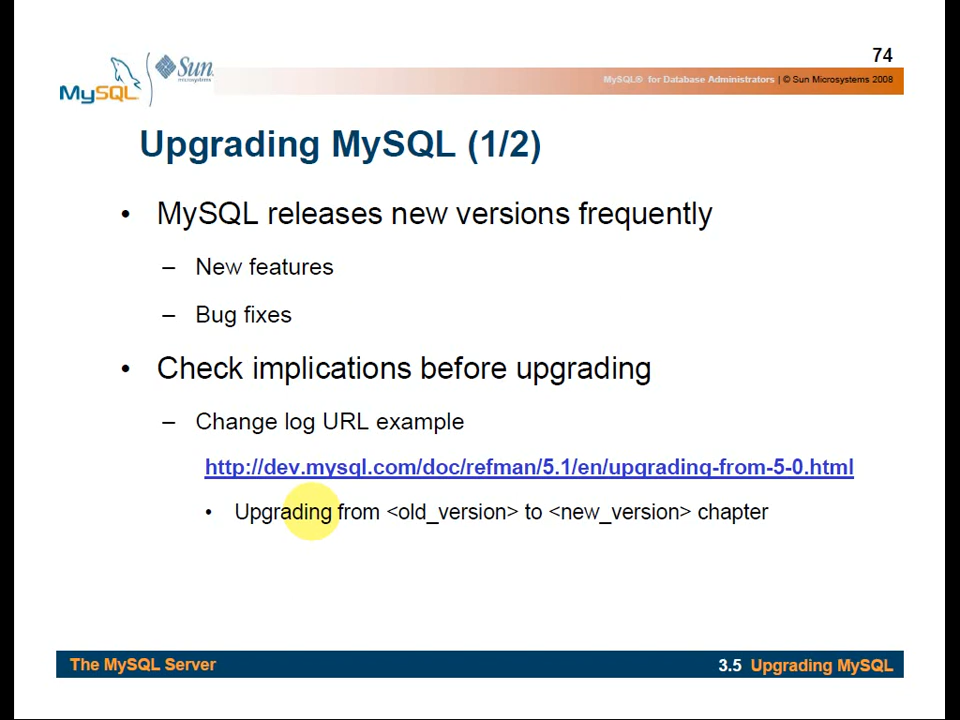 74
MySQL
Sun
microsystems
MySQL® for Database Administrators | © Sun Microsystems 2008
Upgrading MySQL (1/2)
• MySQL releases new versions frequently
– New features
– Bug fixes
• Check implications before upgrading
– Change log URL example
http://dev.mysql.com/doc/refman/5.1/en/upgrading-from-5-0.html
• Upgrading from <old_version> to <new_version> chapter
The MySQL Server
3.5 Upgrading MySQL